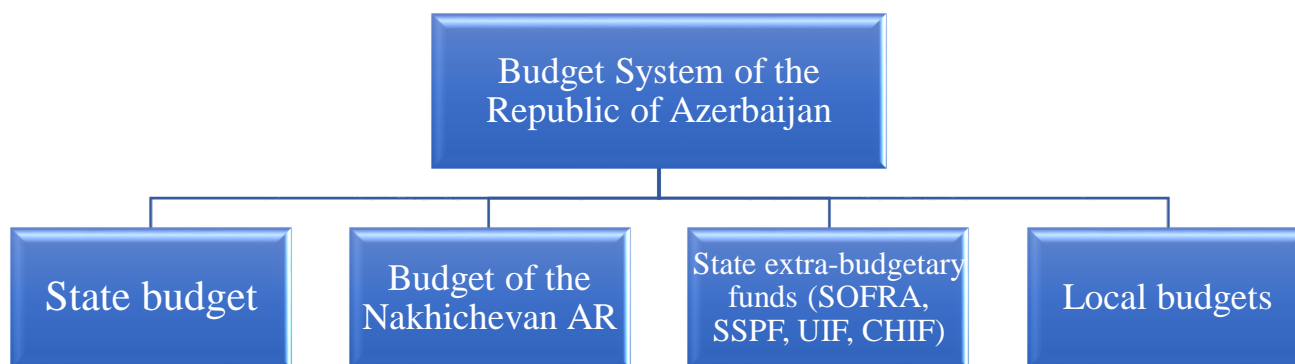 Budget System of the
Republic of Azerbaijan
State budget
Budget of the
Nakhichevan AR
State extra-budgetary
funds (SOFRA,
SSPF, UIF, CHIF)
Local budgets